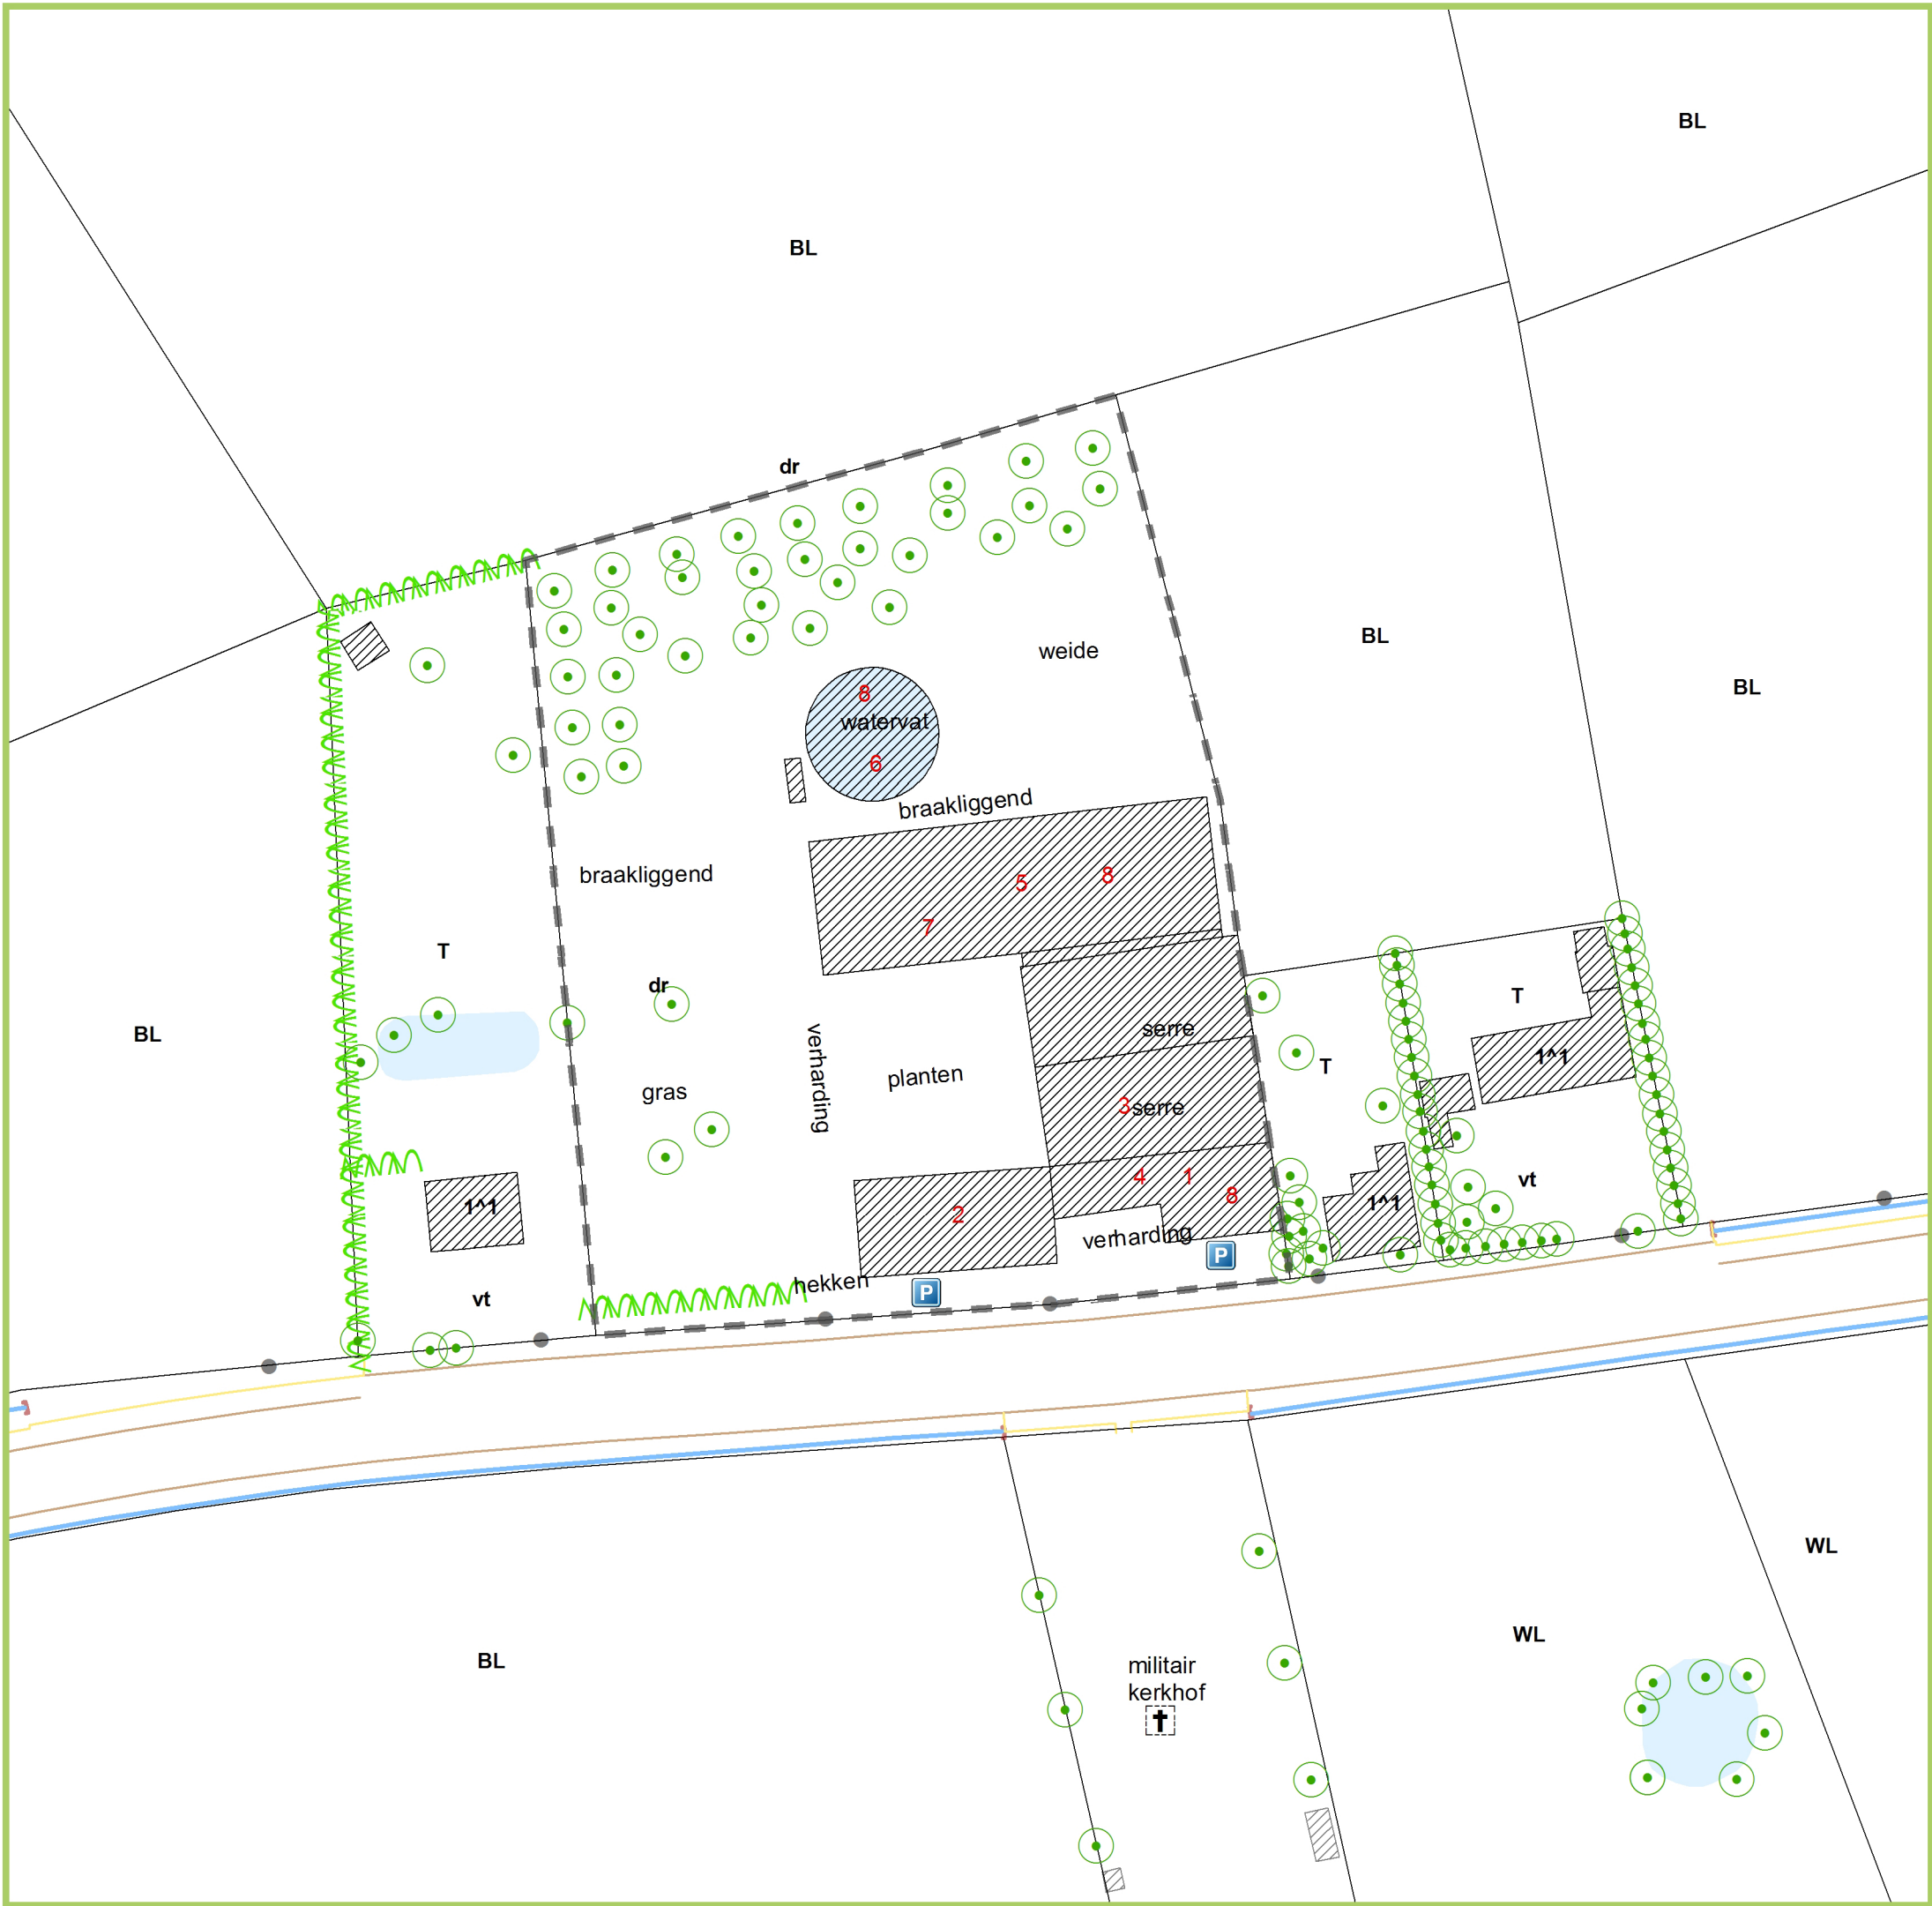 BL
BL
dr
BL
weide
BL
8
watervat
6
braakliggend
braakliggend
5
8
7
T
dr
T
BL
serre
verharding
1^1
T
planten
gras
3
serre
4
1
8
vt
1^1
1^1
2
verharding
P
hekken
P
vt
WL
WL
BL
militair
kerkhof